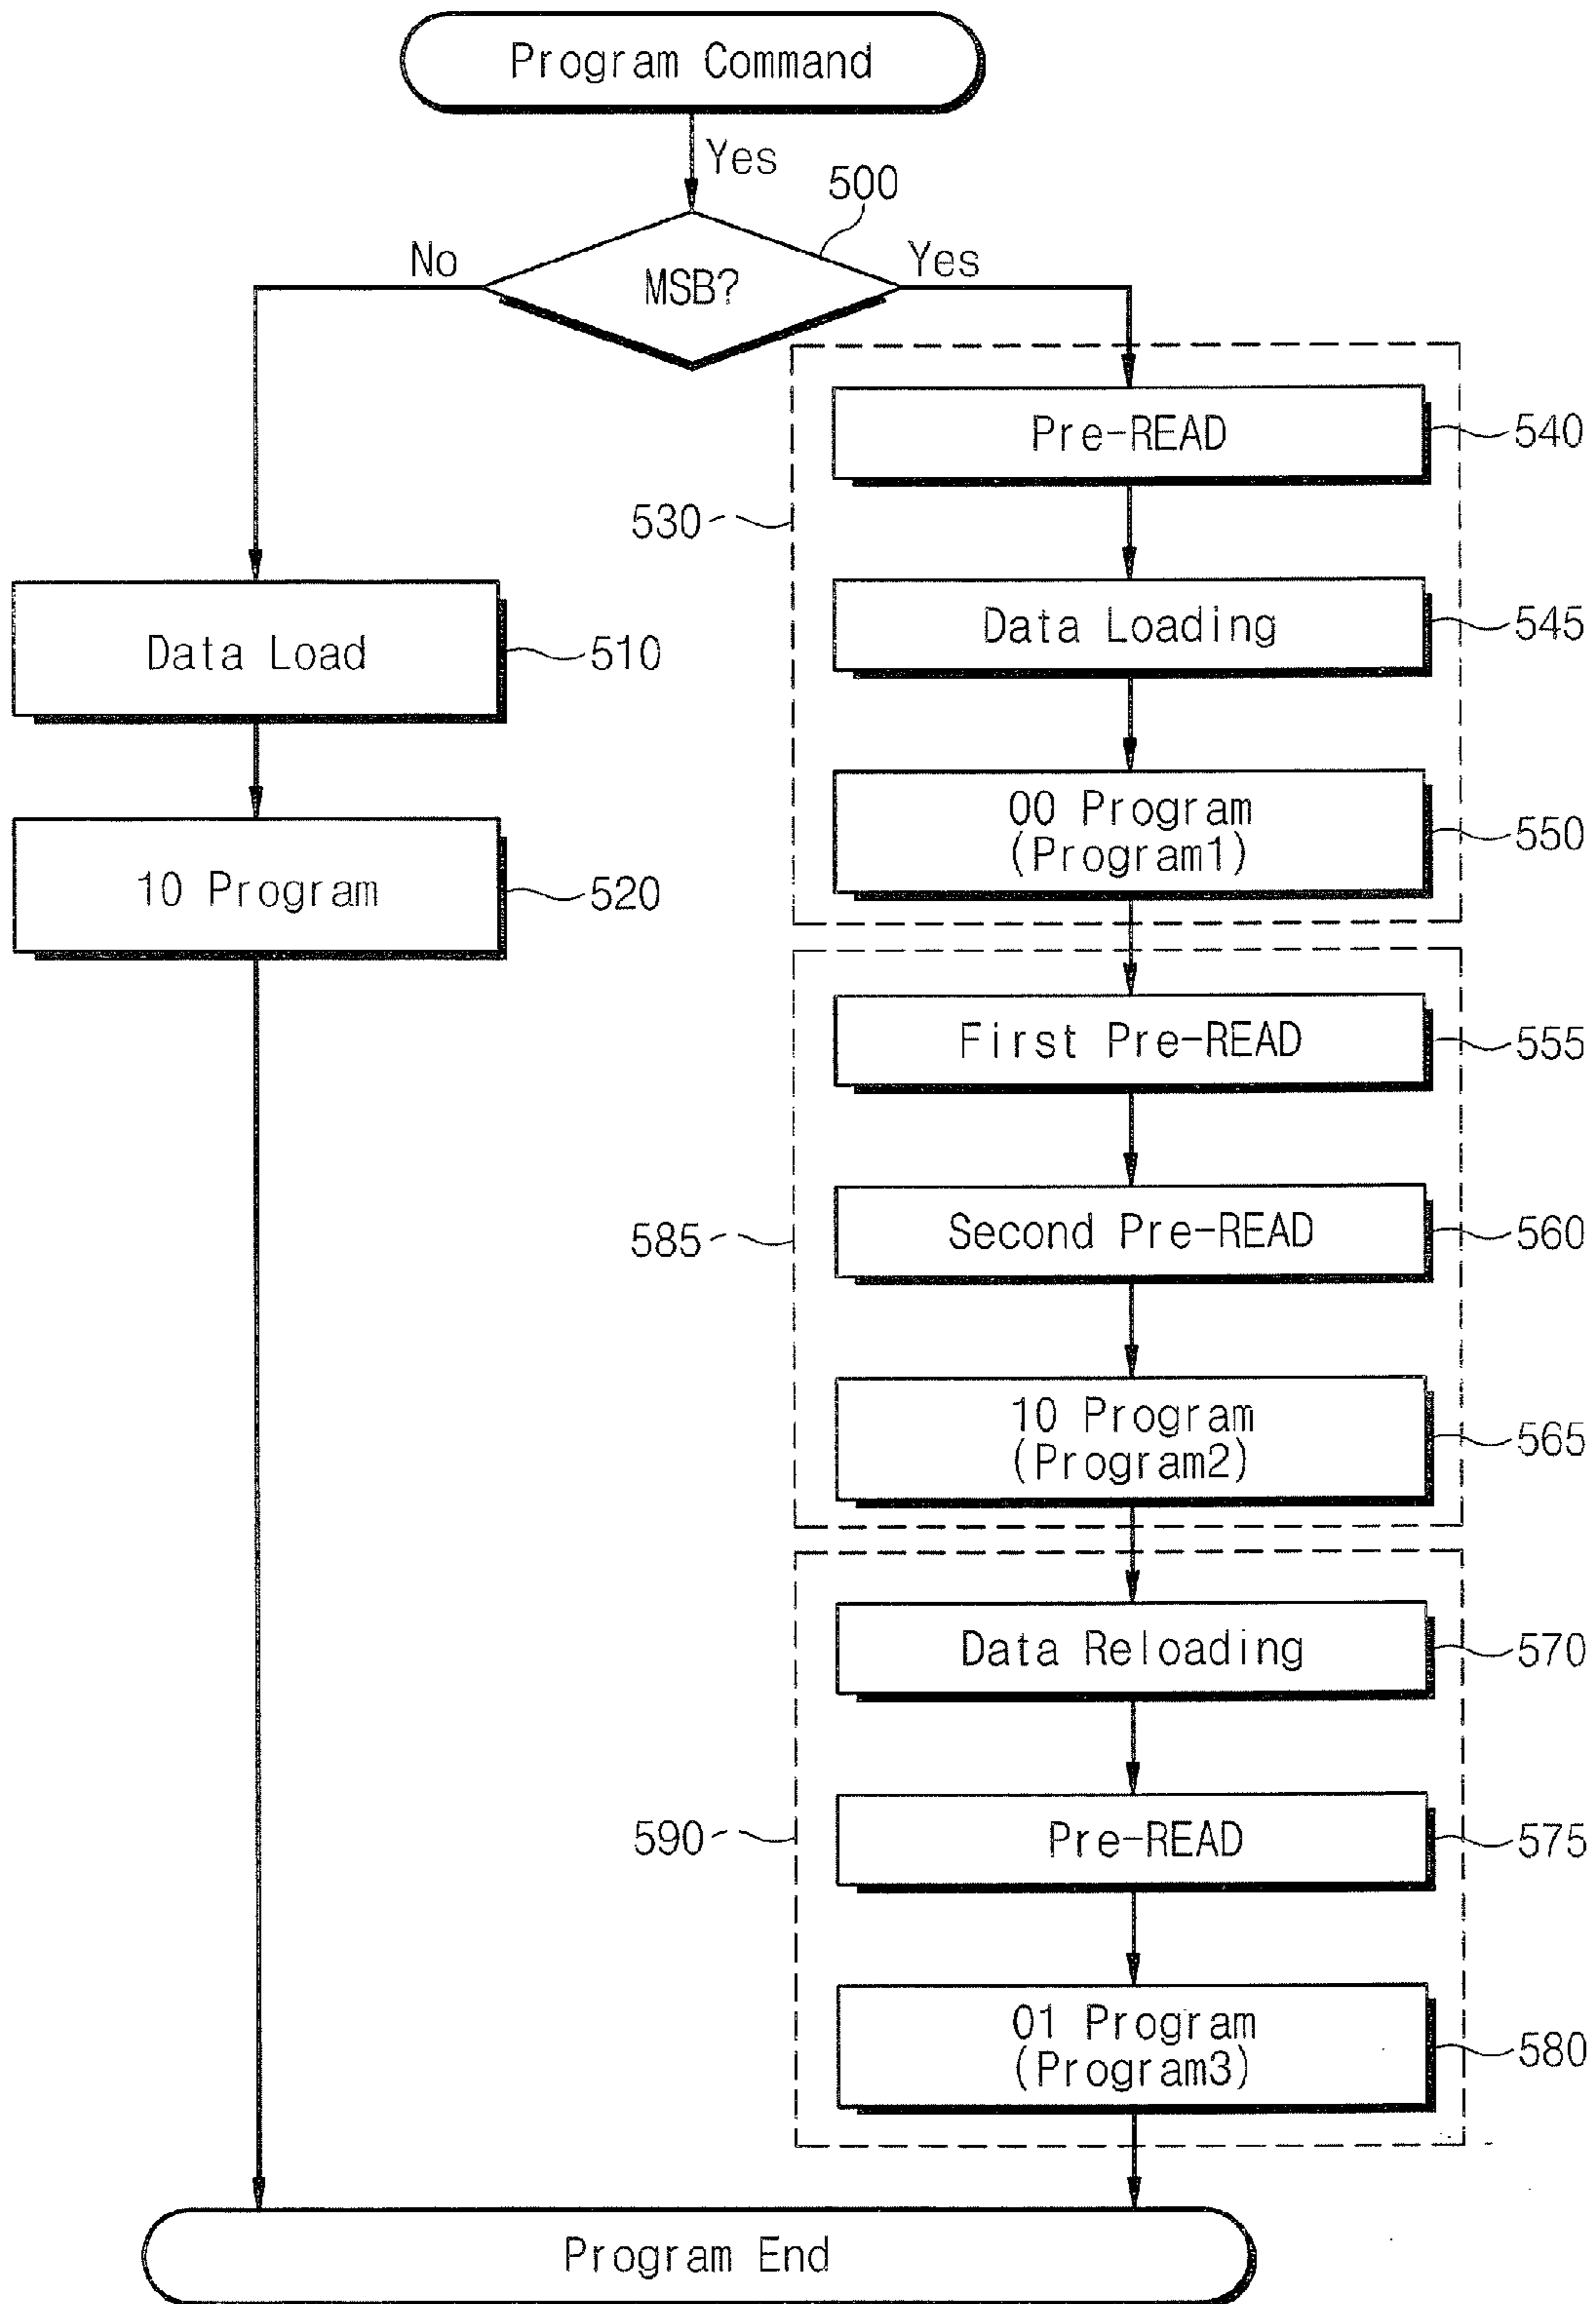 Program Command
Yes
500
No
Yes
MSB?
Pre-READ
540
530
Data Loading
545
Data Load
510
00 Program
(Program1)
550
10 Program
520
First Pre-READ
555
Second Pre-READ
560
585
10 Program
(Program2)
565
Data Reloading
570
Pre-READ
575
590
01 Program
(Program3)
580
Program End